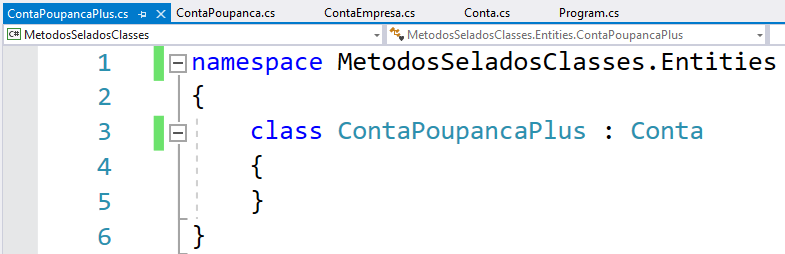 ContaPoupancaPlus.cs ContaPoupanca.cs ContaEmpresa.cs Conta.cs Program.cs
C# MetodosSeladosClasses MetodosSeladosClasses.Entities.ContaPoupancaPlus
1 namespace MetodosSeladosClasses.Entities
2 {
3 class ContaPoupancaPlus : Conta
4 {
5 }
6 }